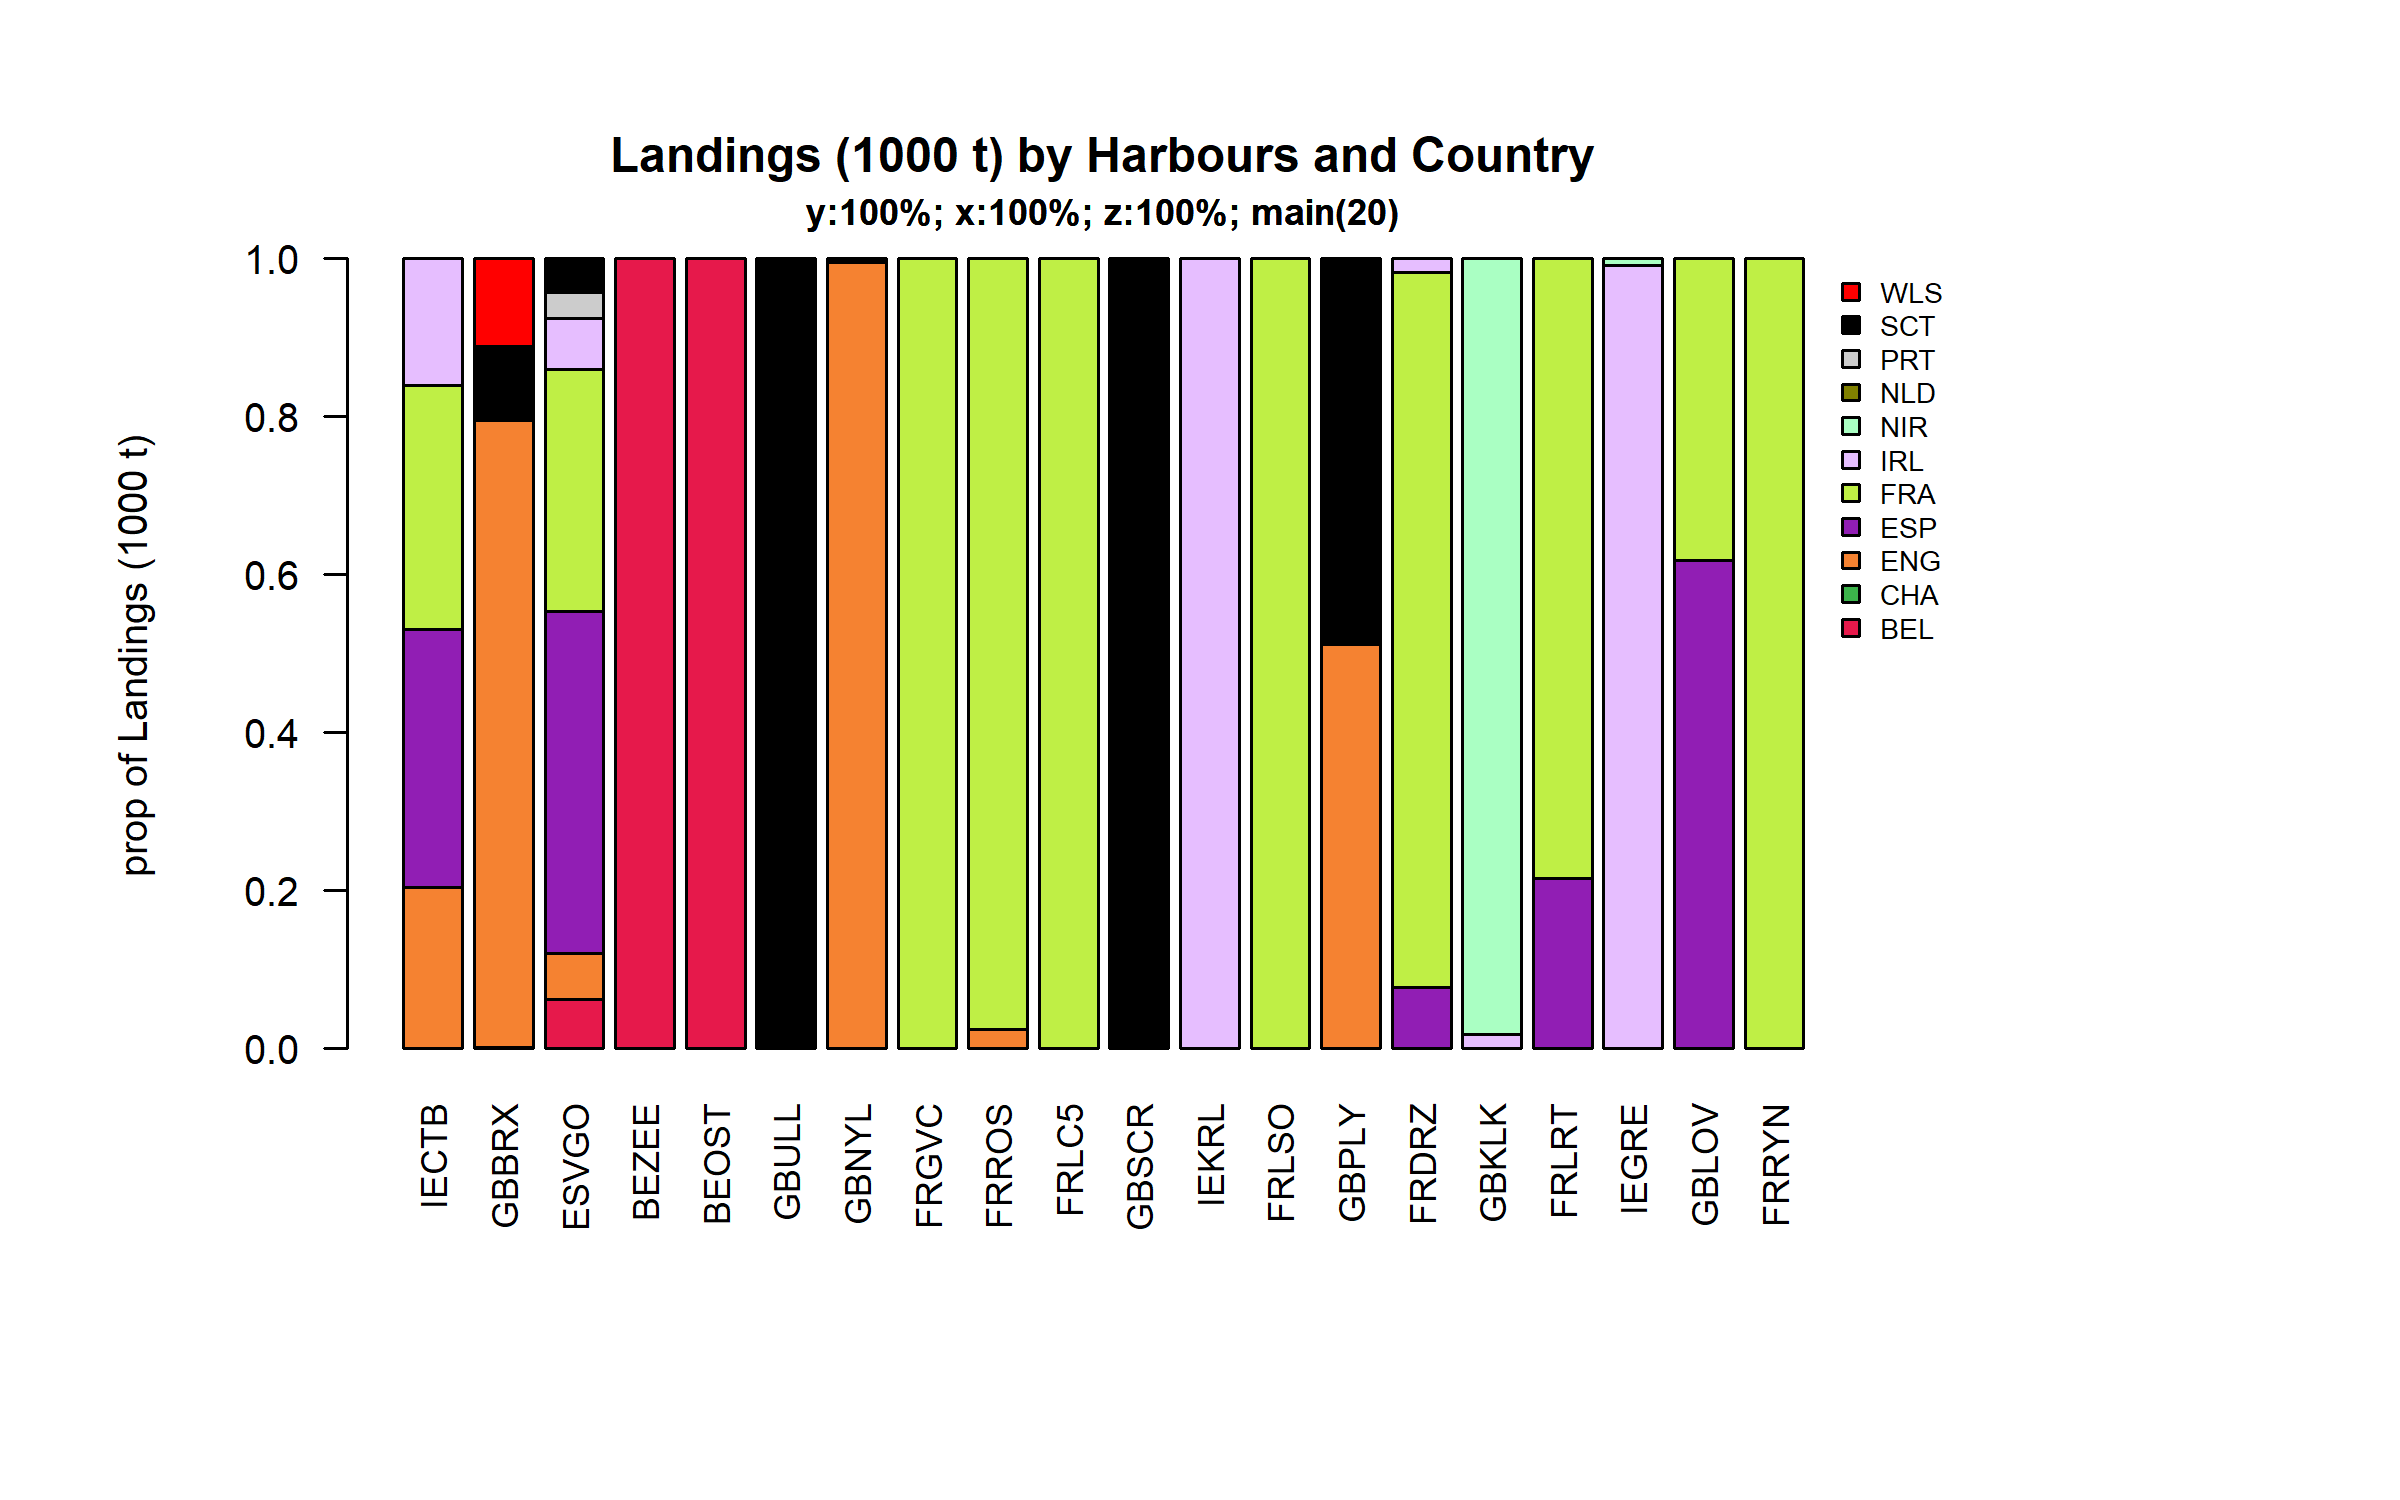 Landings (1000 t) by Harbours and Country
y:100%; x:100%; z:100%; main(20)
prop of Landings (1000 t)
1.0
0.8
0.6
0.4
0.2
0.0
WLS
SCT
PRT
NLD
NIR
IRL
FRA
ESP
ENG
CHA
BEL
IECTB
GBBRX
ESVGO
BEZEE
BEOST
GBULL
GBNYL
FRGVC
FRROS
FRLC5
GBSCR
IEKRL
FRLSO
GBPLY
FRDRZ
GBKLK
FRLRT
IEGRE
GBLOV
FRRYN